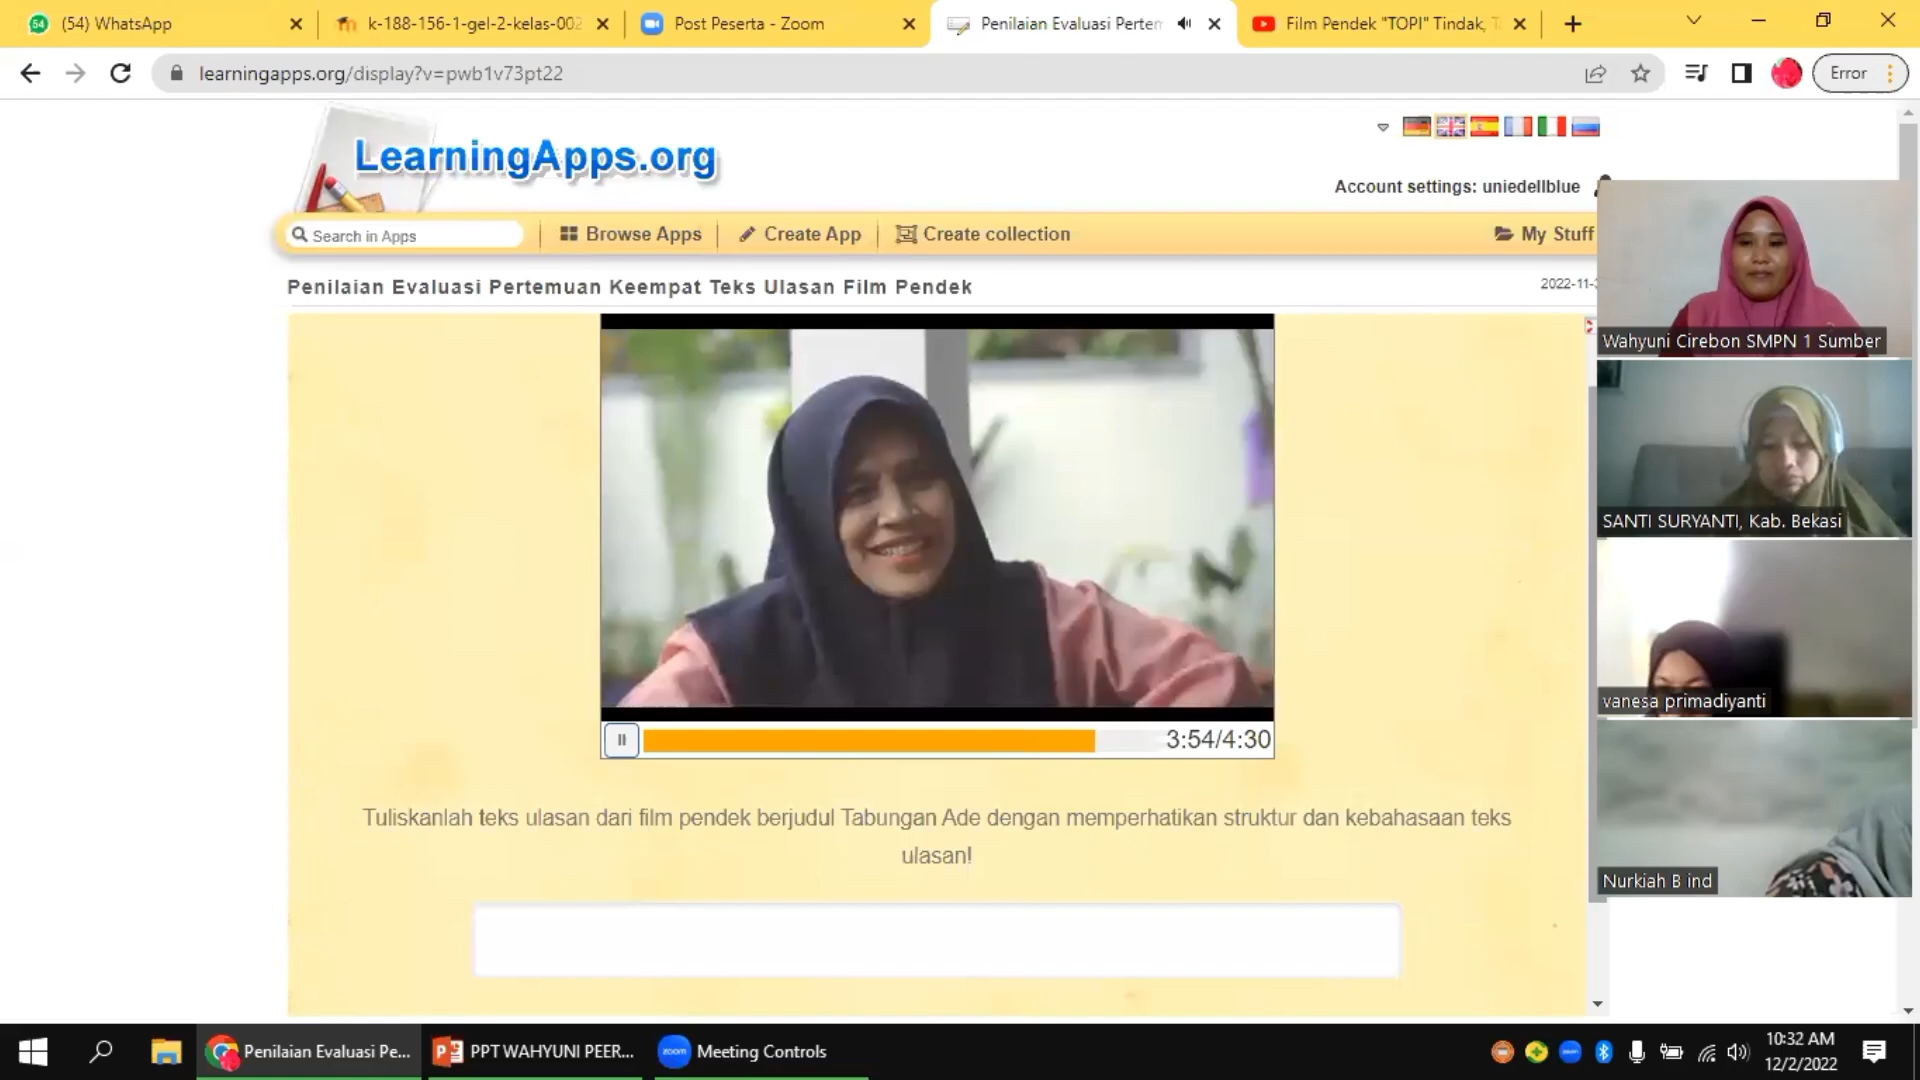 (54) WhatsApp
k-188-156-1-gel-2-kelas-002
Post Peserta - Zoom
Penilaian Evaluasi Pertem
Film Pendek "TOPI" Tindak,
learningapps.org/display?v=pwb1v73pt22
Error
LearningApps.org
Account settings: uniedellblue
Search in Apps
Browse Apps
Create App
Create collection
My Stuff
Penilaian Evaluasi Pertemuan Keempat Teks Ulasan Film Pendek
2022-11-
Wahyuni Cirebon SMPN 1 Sumber
SANTI SURYANTI, Kab. Bekasi
vanesa primadiyanti
Nurkiah B ind
3:54/4:30
Tuliskanlah teks ulasan dari film pendek berjudul Tabungan Ade dengan memperhatikan struktur dan kebahasaan teks
ulasan!
Penilaian Evaluasi Pe...
PPT WAHYUNI PEER...
zoom
Meeting Controls
10:32 AM
12/2/2022